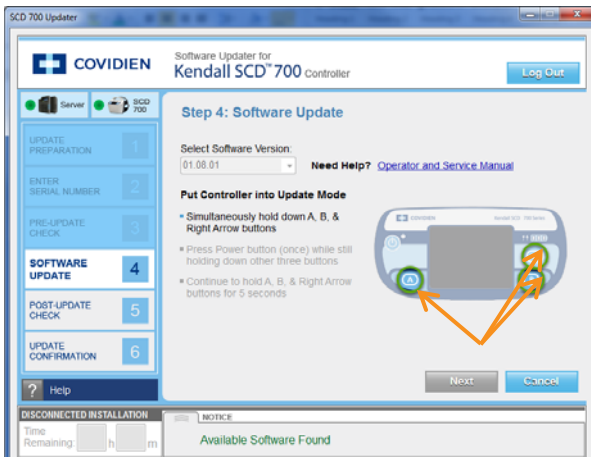 SCD 700 Updater
COVIDIEN
Software Updater for
Kendall SCD™ 700 Controller
Log Out
Server
SCD
700
Step 4: Software Update
UPDATE
PREPARATION
1
ENTER
SERIAL NUMBER
2
PRE-UPDATE
CHECK
3
SOFTWARE
UPDATE
4
POST-UPDATE
CHECK
5
UPDATE
CONFIRMATION
6
? Help
Select Software Version:
01.08.01
Need Help? Operator and Service Manual
Put Controller into Update Mode
Simultaneously hold down A, B, &
Right Arrow buttons
Press Power button (once) while still
holding down other three buttons
Continue to hold A, B, & Right Arrow
buttons for 5 seconds
COVIDIEN
Kendall SCD 700 Series
A
Next
Cancel
DISCONNECTED INSTALLATION
Time
Remaining:
h
m
NOTICE
Available Software Found